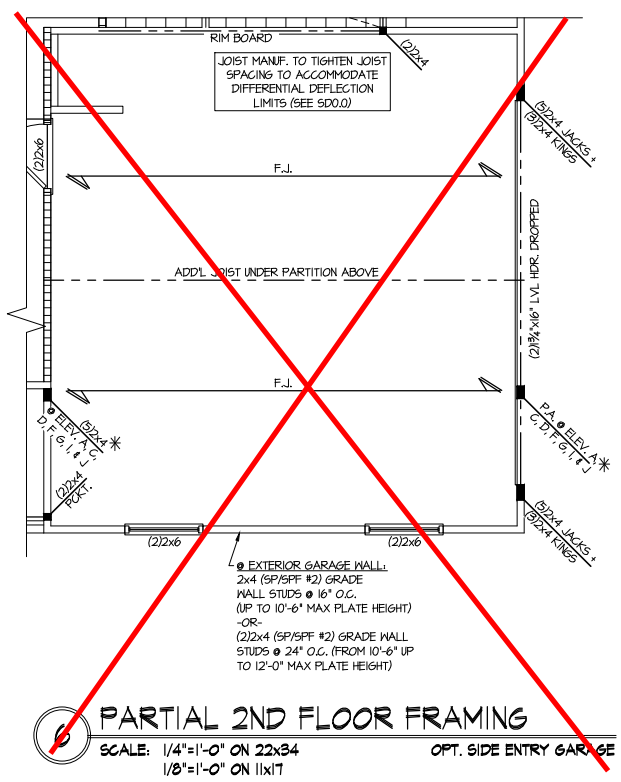 RIM BOARD
(2)2x4
JOIST MANUF. TO TIGHTEN JOIST
SPACING TO ACCOMMODATE
DIFFERENTIAL DEFLECTION
LIMITS (SEE SD0.0)
(5)2x4 JACKS +
(3)2x4 KINGS
(2)2x6
F.J.
(2)1¾"x16" LVL HDR. DROPPED
ADD'L JOIST UNDER PARTITION ABOVE
F.J.
(5)2x4 *
@ ELEV. A, C,
D, F, G, I, & J
P.A. @ ELEV. A, *
C, D, F, G, I, & J
(2)2x4
PCKT.
(5)2x4 JACKS +
(3)2x4 KINGS
(2)2x6
(2)2x6
@ EXTERIOR GARAGE WALL:
2x4 (SP/SPF #2) GRADE
WALL STUDS @ 16" O.C.
(UP TO 10'-6" MAX PLATE HEIGHT)
-OR-
(2)2x4 (SP/SPF #2) GRADE WALL
STUDS @ 24" O.C. (FROM 10'-6" UP
TO 12'-0" MAX PLATE HEIGHT)
6
PARTIAL 2ND FLOOR FRAMING
SCALE: 1/4"=1'-0" ON 22x34
OPT. SIDE ENTRY GARAGE
1/8"=1'-0" ON 11x17